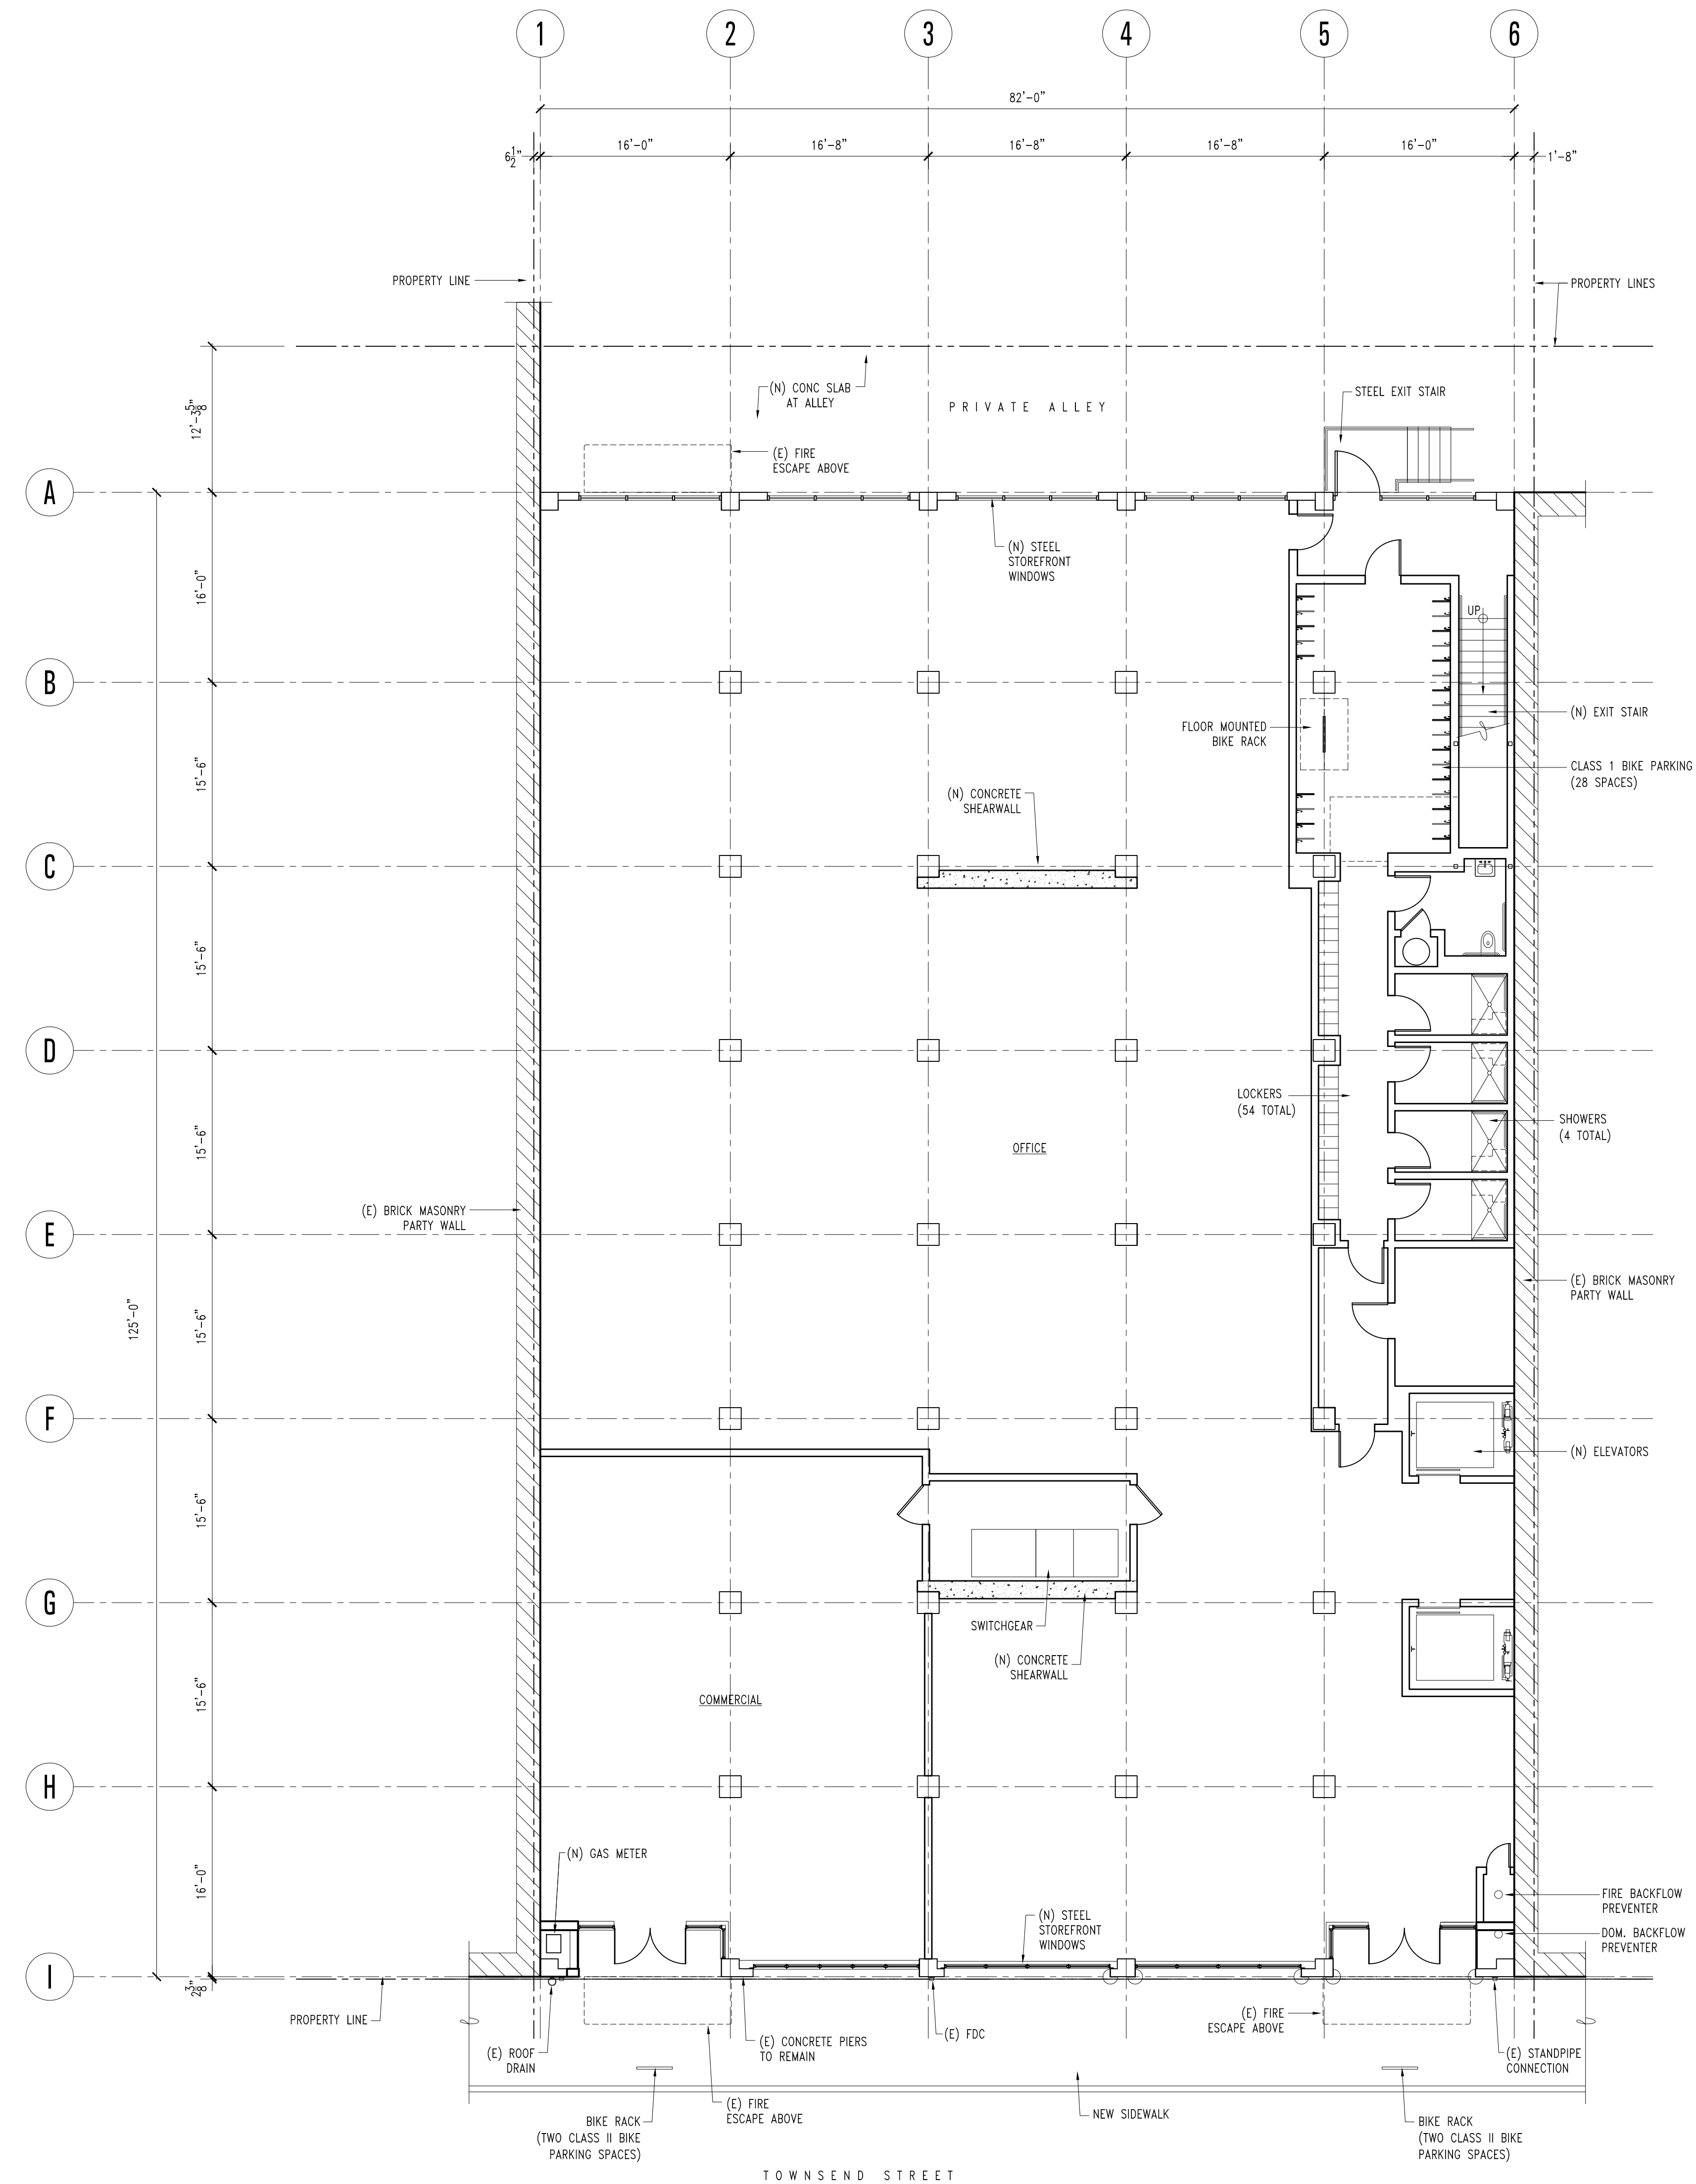 1
2
3
4
5
6
82'-0"
16'-0"
16'-8"
16'-8"
16'-8"
16'-0"
6 1/2"
1'-8"
PROPERTY LINE
PROPERTY LINES
12'-3 5/8"
(N) CONC SLAB
AT ALLEY
PRIVATE ALLEY
STEEL EXIT STAIR
(E) FIRE
ESCAPE ABOVE
A
(N) STEEL
STOREFRONT
WINDOWS
16'-0"
UP
B
(N) EXIT STAIR
FLOOR MOUNTED
BIKE RACK
15'-6"
CLASS 1 BIKE PARKING
(28 SPACES)
(N) CONCRETE
SHEARWALL
C
15'-6"
D
LOCKERS
(54 TOTAL)
SHOWERS
(4 TOTAL)
15'-6"
OFFICE
(E) BRICK MASONRY
PARTY WALL
E
(E) BRICK MASONRY
PARTY WALL
125'-0"
15'-6"
F
(N) ELEVATORS
15'-6"
G
SWITCHGEAR
(N) CONCRETE
SHEARWALL
15'-6"
COMMERCIAL
H
(N) GAS METER
16'-0"
FIRE BACKFLOW
PREVENTER
(N) STEEL
STOREFRONT
WINDOWS
DOM. BACKFLOW
PREVENTER
I
2 3/8"
PROPERTY LINE
(E) ROOF
DRAIN
(E) CONCRETE PIERS
TO REMAIN
(E) FDC
(E) FIRE
ESCAPE ABOVE
(E) STANDPIPE
CONNECTION
(E) FIRE
ESCAPE ABOVE
NEW SIDEWALK
BIKE RACK
(TWO CLASS II BIKE
PARKING SPACES)
BIKE RACK
(TWO CLASS II BIKE
PARKING SPACES)
TOWNSEND STREET